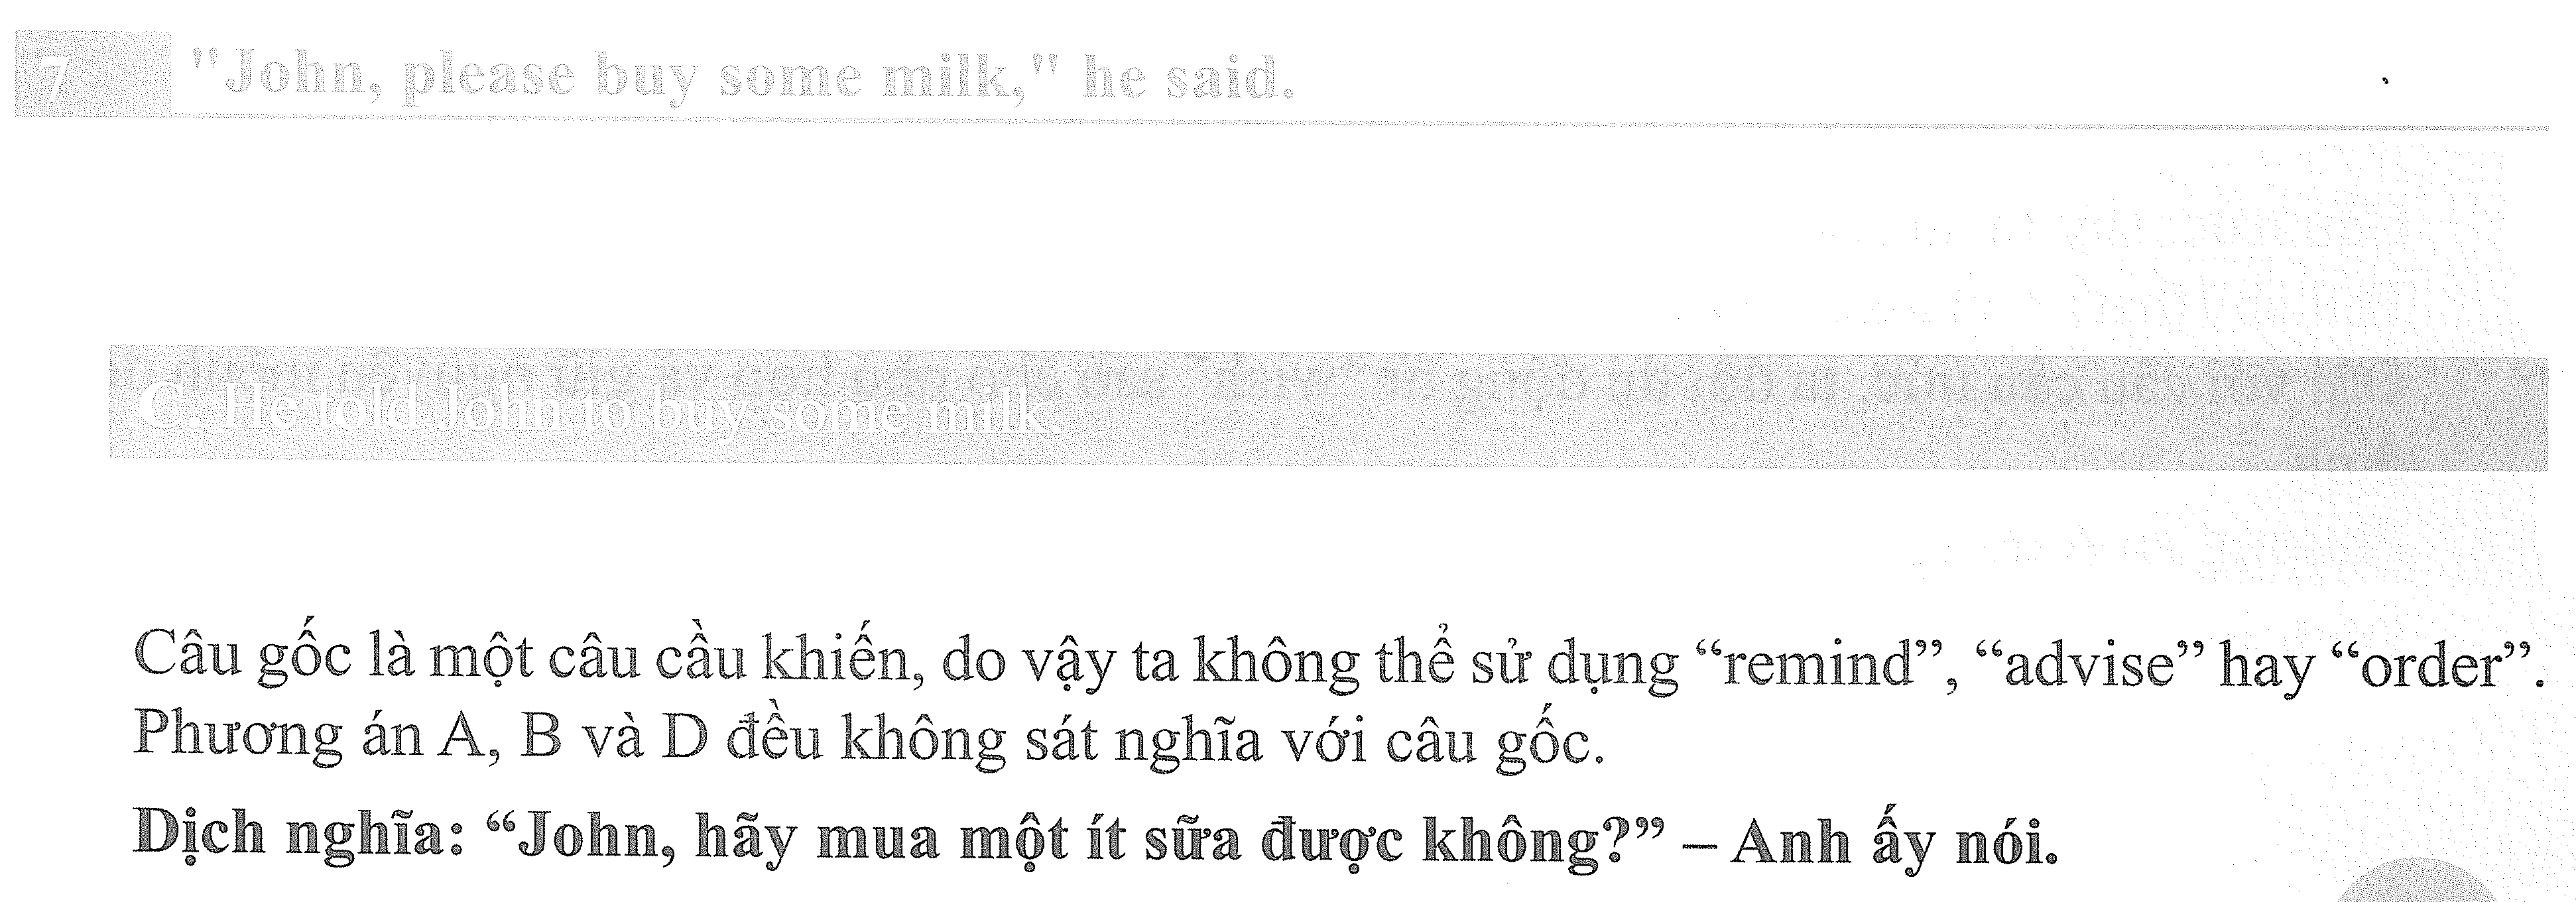 7 "John, please buy some milk," he said.
C. He told John to buy some milk.
Câu gốc là một câu cầu khiến, do vậy ta không thể sử dụng “remind”, “advise” hay “order”.
Phương án A, B và D đều không sát nghĩa với câu gốc.
Dịch nghĩa: “John, hãy mua một ít sữa được không?” – Anh ấy nói.